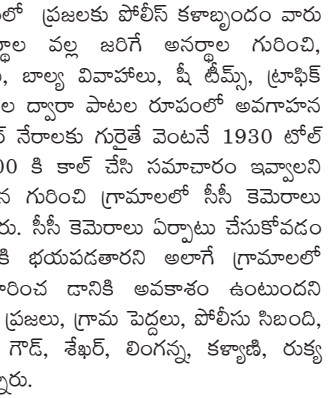 లో ప్రజలకు పోలీస్ కళాబృందం వారు
ర్థాల వల్ల జరిగే అనర్థాల గురించి,
, బాల్య వివాహాలు, షీ టీమ్స్, ట్రాఫిక్
ల ద్వారా పాటల రూపంలో అవగాహన
ర్ నేరాలకు గురైతే వెంటనే 1930 టోల్
00 కి కాల్ చేసి సమాచారం ఇవ్వాలని
న గురించి గ్రామాలలో సీసీ కెమెరాలు
రు. సీసీ కెమెరాలు ఏర్పాటు చేసుకోవడం
కి భయపడతారని అలాగే గ్రామాలలో
ారించ డానికి అవకాశం ఉంటుందని
ప్రజలు, గ్రామ పెద్దలు, పోలీసు సిబంది,
గౌడ్, శేఖర్, లింగన్న, కళ్యాణి, రుక్య
్నారు.